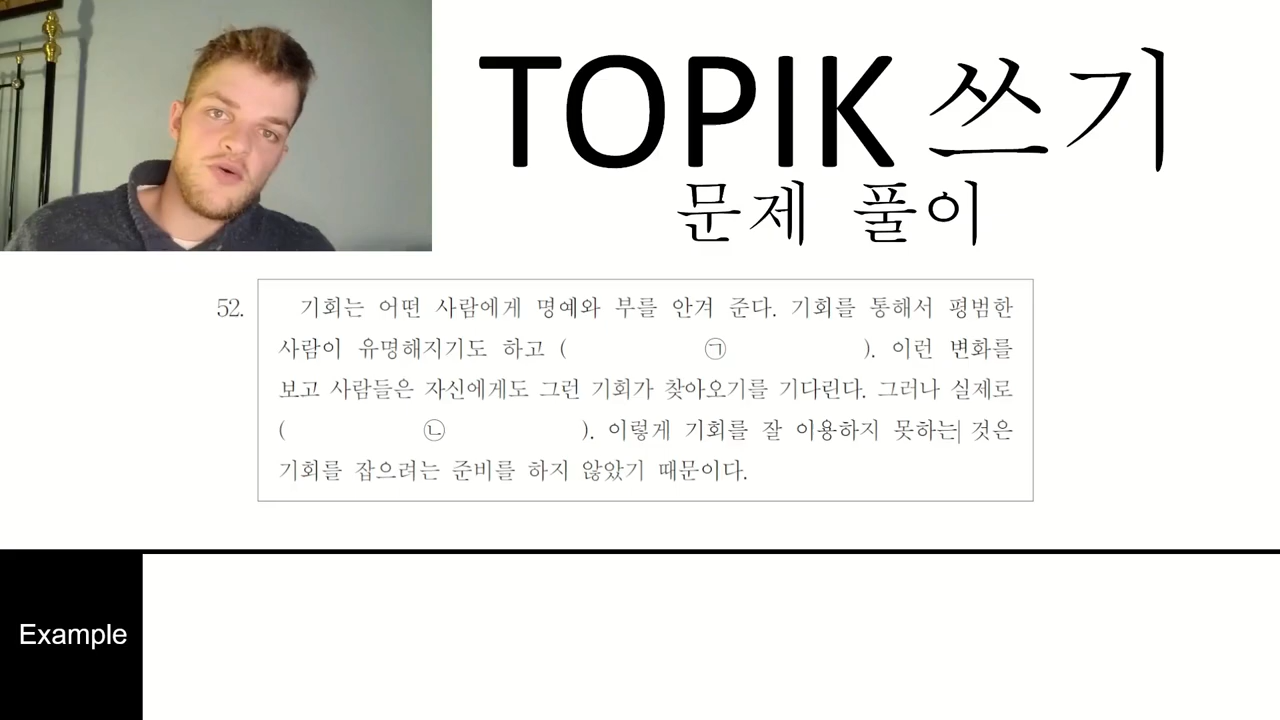 TOPIK 쓰기
문제 풀이
52. 기회는 어떤 사람에게 명예와 부를 안겨 준다. 기회를 통해서 평범한
사람이 유명해지기도 하고 ( ㉠ ). 이런 변화를
보고 사람들은 자신에게도 그런 기회가 찾아오기를 기다린다. 그러나 실제로
( ㉡ ). 이렇게 기회를 잘 이용하지 못하는 것은
기회를 잡으려는 준비를 하지 않았기 때문이다.
Example